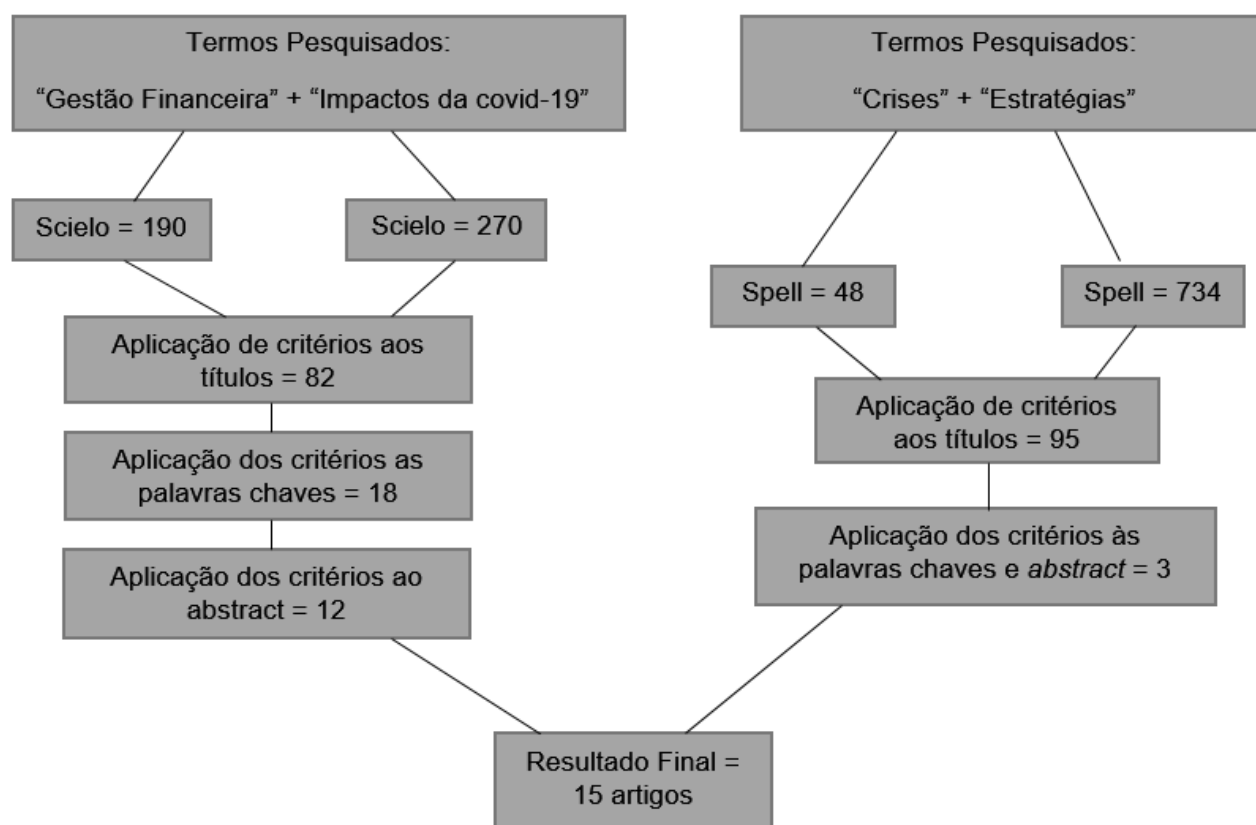 Termos Pesquisados:
“Gestão Financeira” + “Impactos da covid-19”
Scielo = 190
Scielo = 270
Aplicação de critérios aos
títulos = 82
Aplicação dos critérios as
palavras chaves = 18
Aplicação dos critérios ao
abstract = 12
Termos Pesquisados:
“Crises” + “Estratégias”
Spell = 48
Spell = 734
Aplicação de critérios
aos títulos = 95
Aplicação dos critérios às
palavras chaves e abstract = 3
Resultado Final =
15 artigos